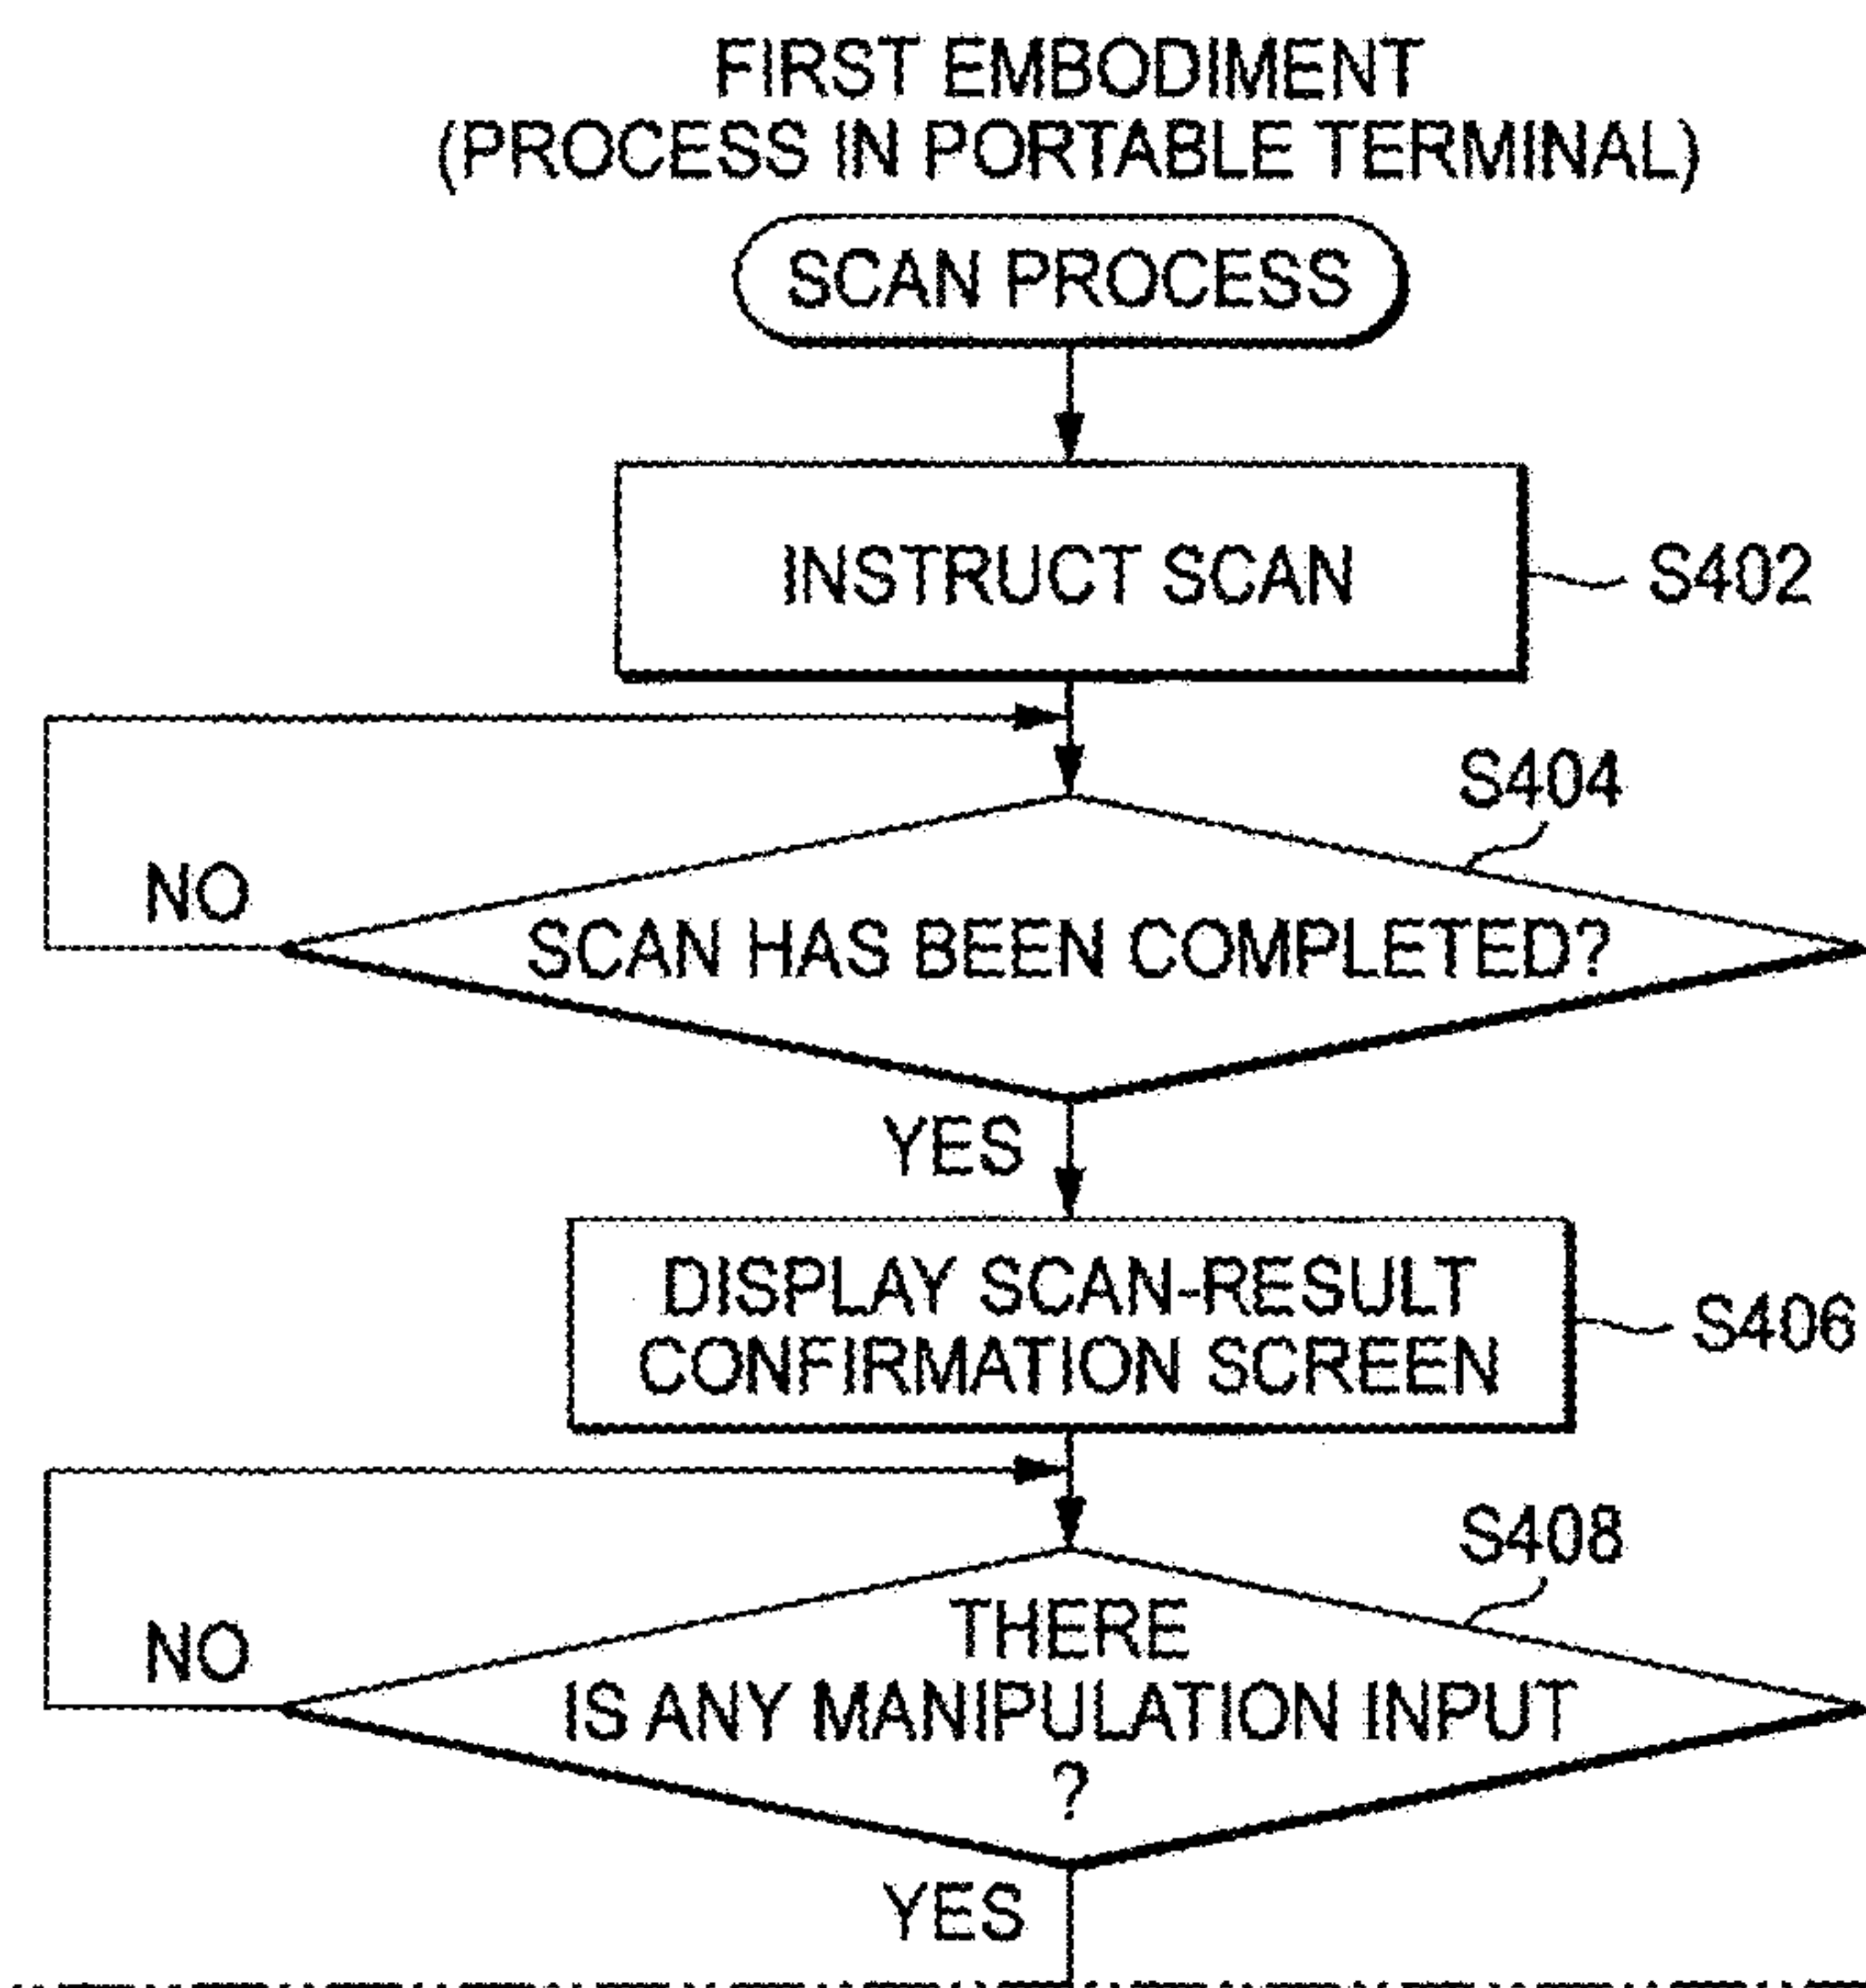 FIRST EMBODIMENT
(PROCESS IN PORTABLE TERMINAL)
SCAN PROCESS
INSTRUCT SCAN
S402
S404
NO
SCAN HAS BEEN COMPLETED?
YES
DISPLAY SCAN-RESULT
CONFIRMATION SCREEN
S406
S408
NO
THERE
IS ANY MANIPULATION INPUT
?
YES